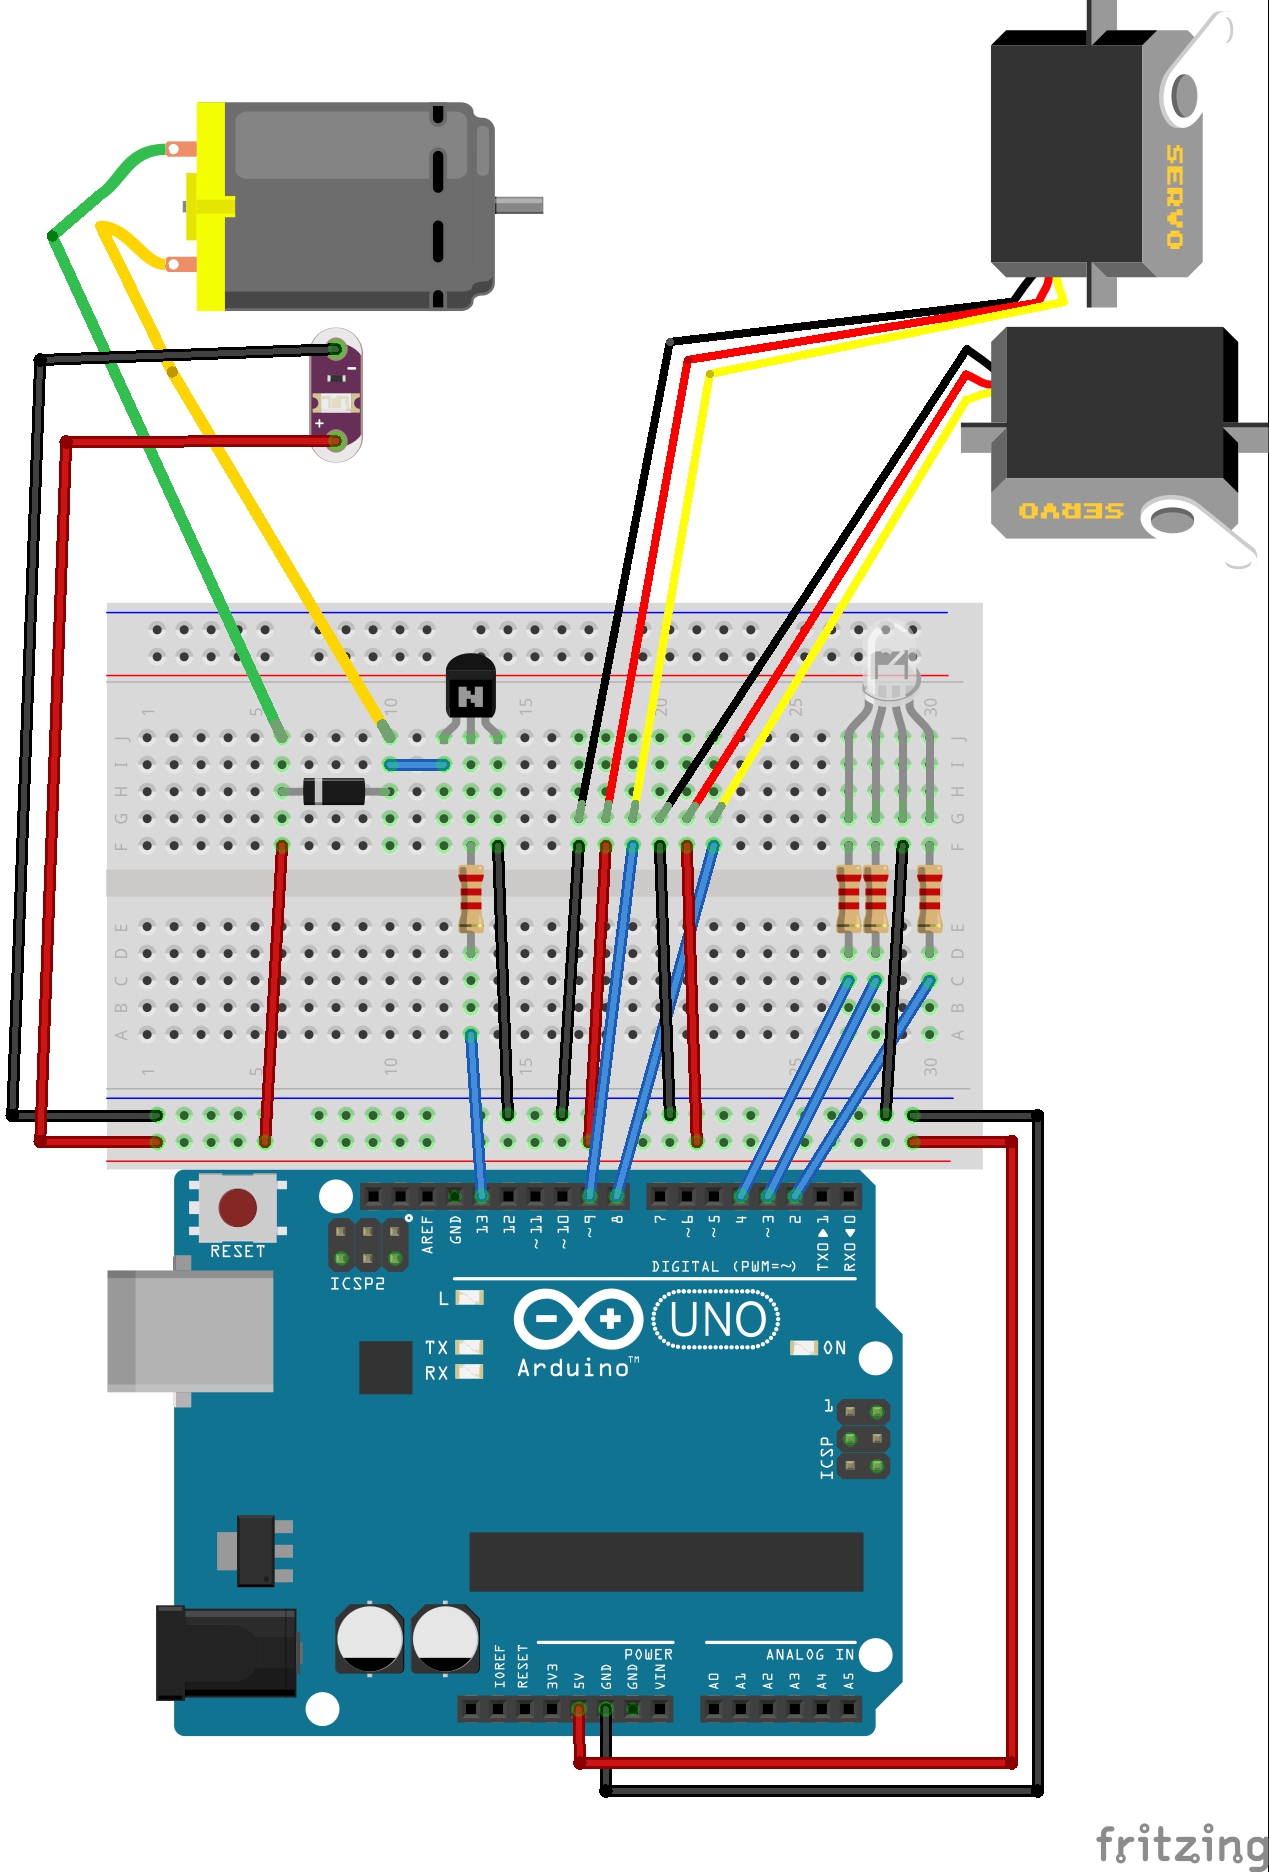 SERVO
SERVO
1 5 10 15 20 25 30
J J
I I
H H
G G
F F
E E
D D
C C
B B
A A
1 5 10 15 25 30
RESET
ICSP2
AREF
GND
13
12
~11
~10
~9
8
7
~6
~5
4
~3
2
TX0▶1
RX0◀0
DIGITAL (PWM=~)
L
TX
RX
UNO
ON
Arduino™
1
ICSP
N
POWER
ANALOG IN
IOREF
RESET
3V3
5V
GND
GND
VIN
A0
A1
A2
A3
A4
A5
fritzing